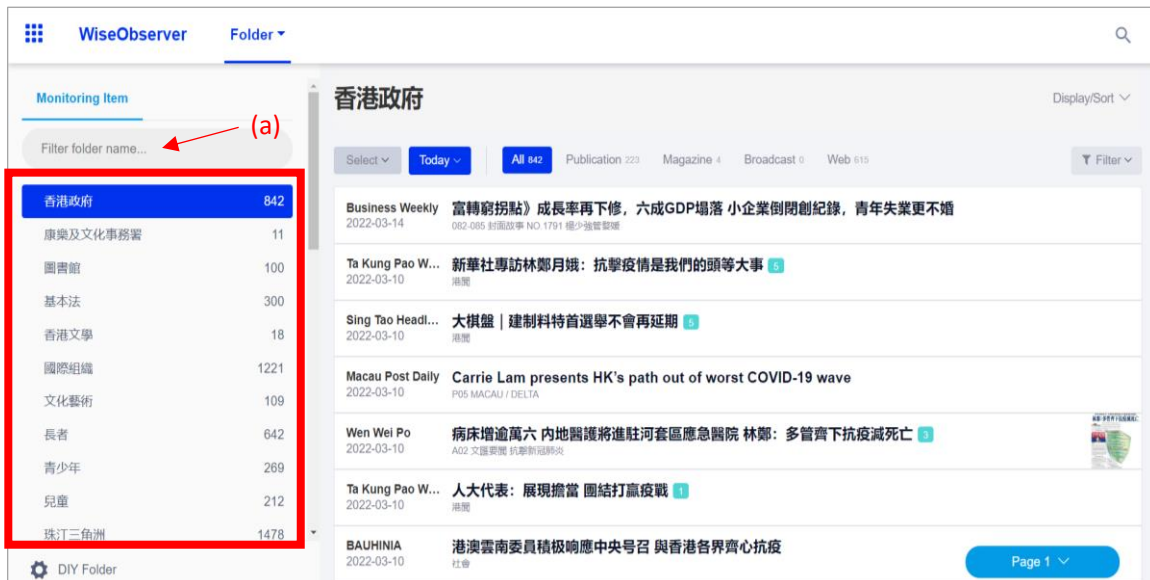 WiseObserver
Folder
Monitoring Item
(a)
Filter folder name...
香港政府 842
康樂及文化事務署 11
圖書館 100
基本法 300
香港文學 18
國際組織 1221
文化藝術 109
長者 642
青少年 269
兒童 212
珠江三角洲 1478
DIY Folder
香港政府
Display/Sort
Select
Today
All 842
Publication 223
Magazine 4
Broadcast 0
Web 615
Filter
Business Weekly 富轉窮拐點》成長率再下修，六成GDP塌落 小企業倒閉創紀錄，青年失業更不婚
2022-03-14 082-085 封面故事 NO.1791 楊少強管婺媛
Ta Kung Pao W... 新華社專訪林鄭月娥：抗擊疫情是我們的頭等大事 5
2022-03-10 港聞
Sing Tao Headl... 大棋盤｜建制料特首選舉不會再延期 5
2022-03-10 港聞
Macau Post Daily Carrie Lam presents HK's path out of worst COVID-19 wave
2022-03-10 P05 MACAU / DELTA
Wen Wei Po 病床增逾萬六 內地醫護將進駐河套區應急醫院 林鄭：多管齊下抗疫減死亡 3
2022-03-10 A02 文匯要聞 抗擊新冠肺炎
Ta Kung Pao W... 人大代表：展現擔當 團結打贏疫戰 1
2022-03-10 港聞
BAUHINIA 港澳雲南委員積极响應中央号召 與香港各界齊心抗疫
2022-03-10 社會
Page 1